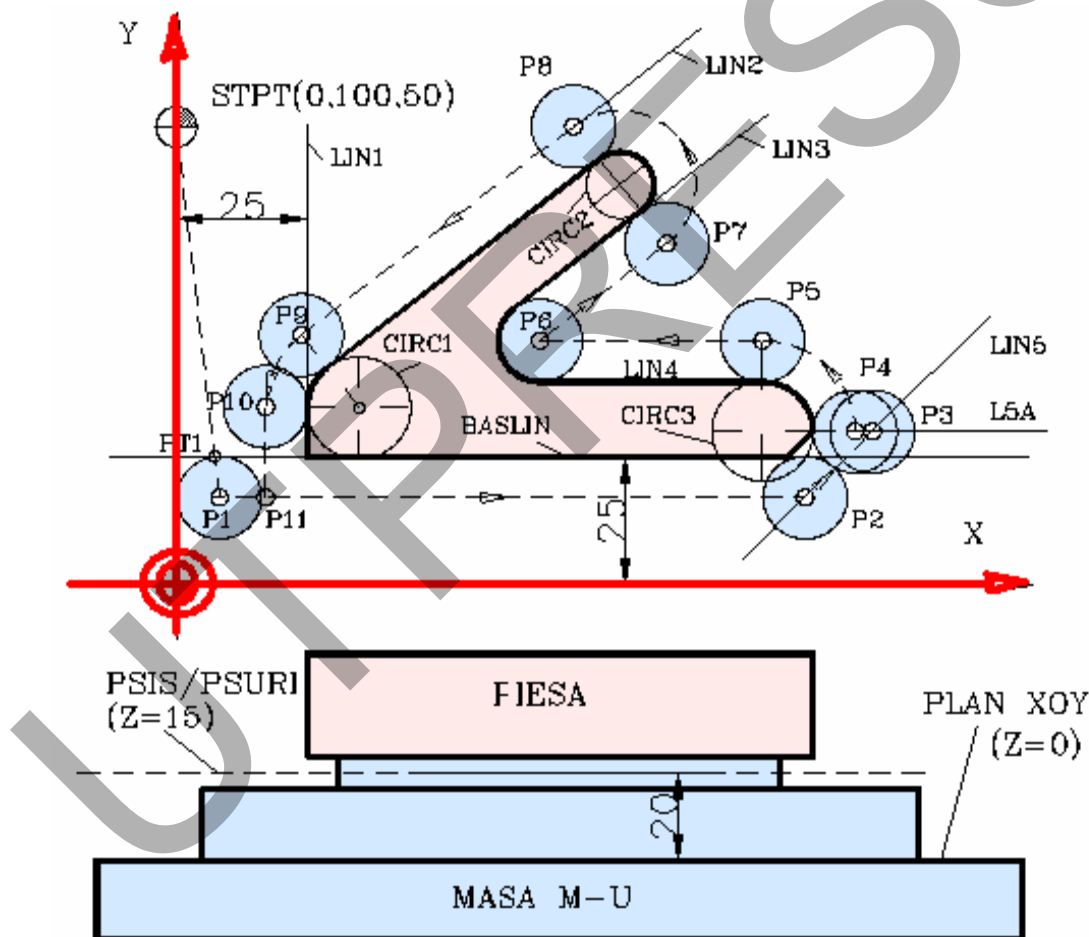 Y
P8
LIN2
STPT(0,100,50)
LIN1
LIN3
25
CIRC2
P7
P9
P6
P5
CIRC1
LIN5
LIN4
P4
P10
BASLIN
CIRC3
P3
L5A
PT1
P1
P11
25
P2
X
PSIS/PSURI
(Z=15)
PIESA
PLAN XOY
(Z=0)
20
MASA M-U
UTPRES